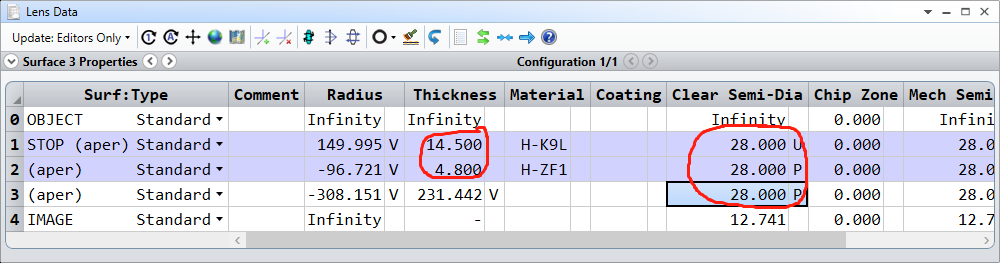 Lens Data
Update: Editors Only
Surface 3 Properties Configuration 1/1
Surf:Type Comment Radius Thickness Material Coating Clear Semi-Dia Chip Zone Mech Semi
0 OBJECT Standard Infinity Infinity Infinity 0.000 Infini
1 STOP (aper) Standard 149.995 V 14.500 H-K9L 28.000 U 0.000 28.0
2 (aper) Standard -96.721 V 4.800 H-ZF1 28.000 P 0.000 28.0
3 (aper) Standard -308.151 V 231.442 V 28.000 P 0.000 28.0
4 IMAGE Standard Infinity - 12.741 0.000 12.7